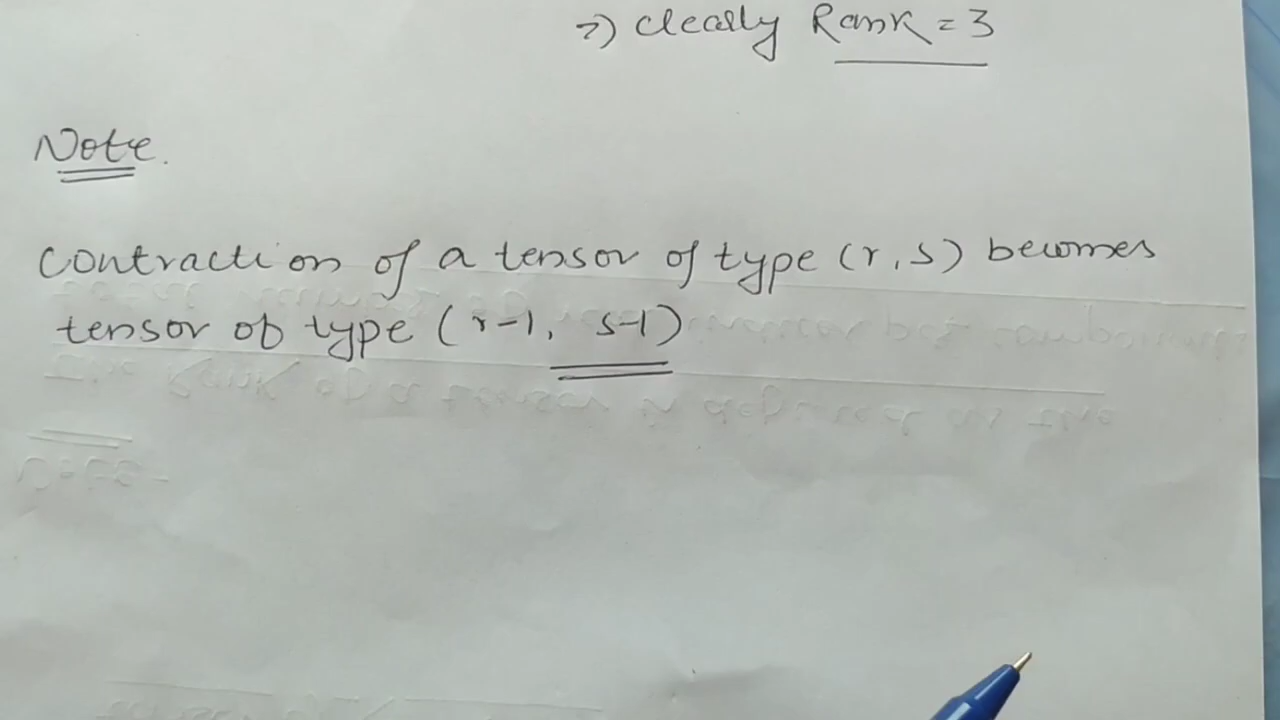 =) clearly Rank = 3
Note.
Contraction of a tensor of type (r, s) becomes
tensor of type (r-1, s-1)